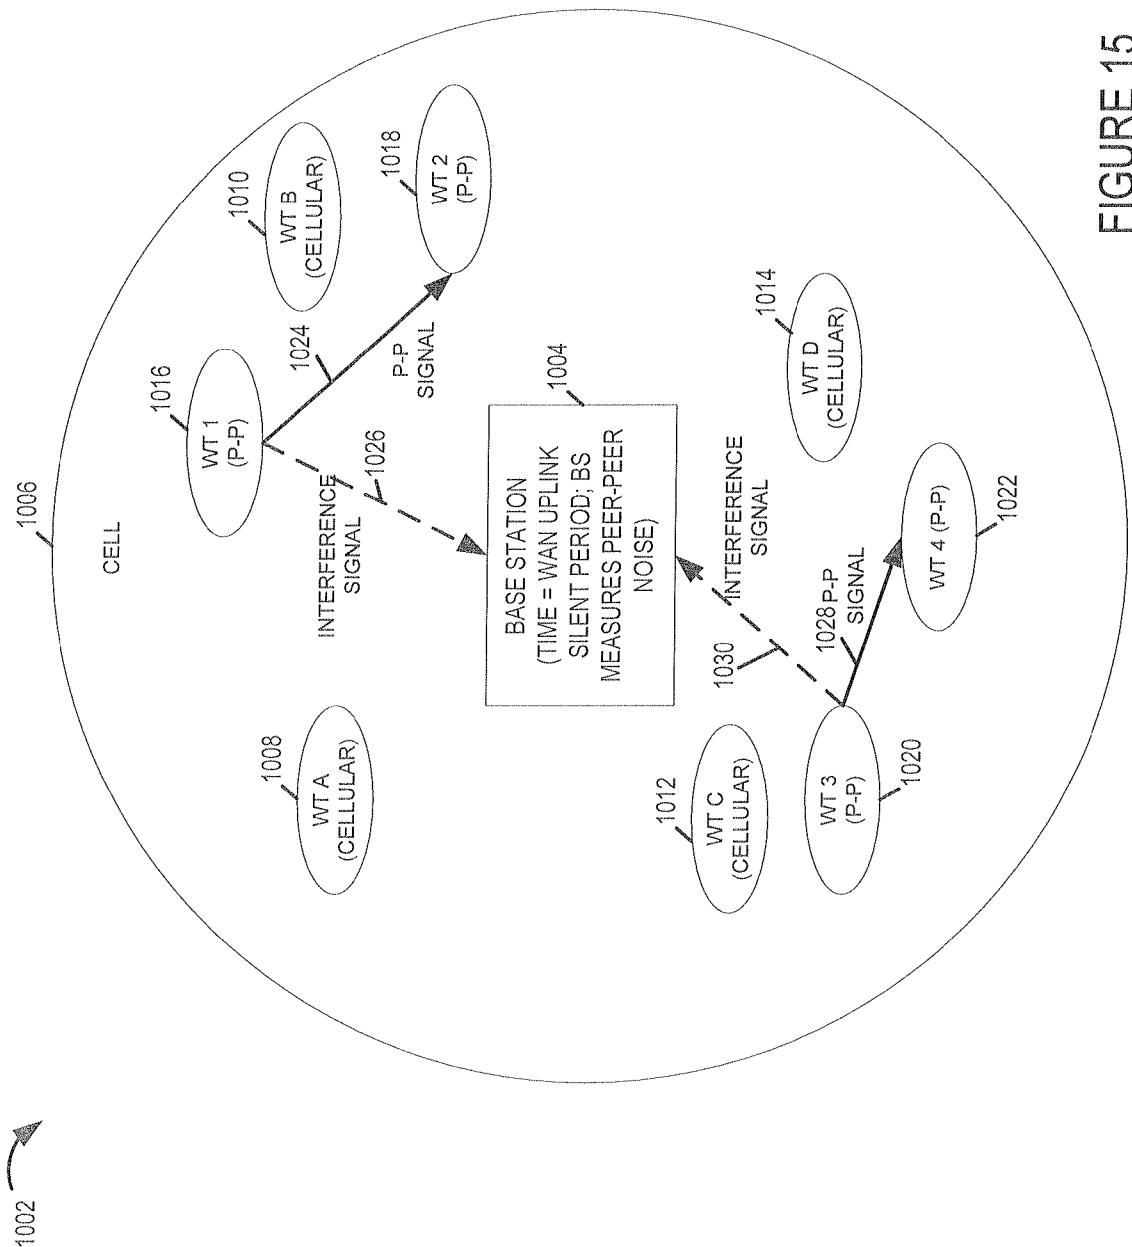 1002
1006
CELL
1016
WT 1
(P-P)
1010
WT B
(CELLULAR)
1018
WT 2
(P-P)
1024
P-P
SIGNAL
1008
WT A
(CELLULAR)
INTERFERENCE
SIGNAL
1026
1004
BASE STATION
(TIME = WAN UPLINK
SILENT PERIOD; BS
MEASURES PEER-PEER
NOISE)
1012
WT C
(CELLULAR)
1030
INTERFERENCE
SIGNAL
1014
WT D
(CELLULAR)
WT 3
(P-P)
1020
1028 P-P
SIGNAL
WT 4 (P-P)
1022
FIGURE 15